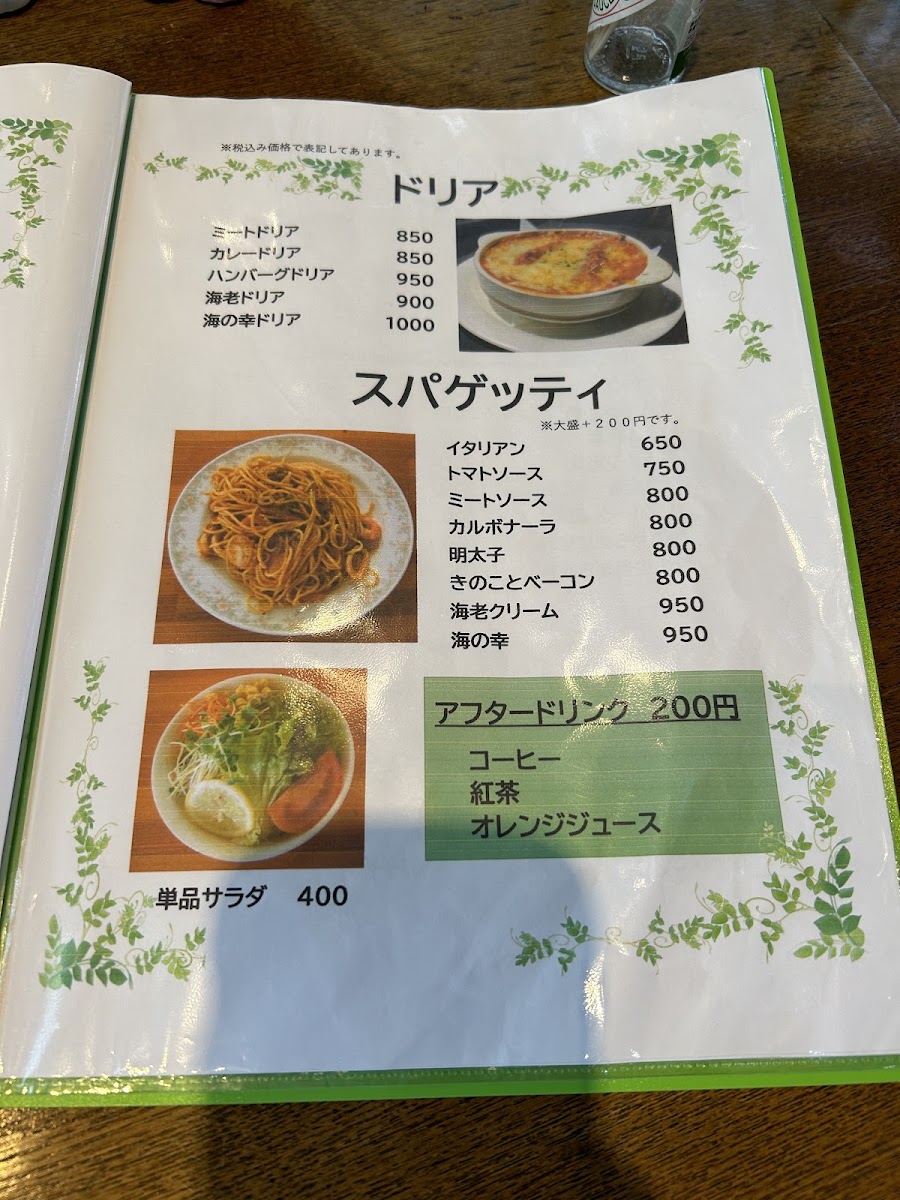 ※税込み価格で表記してあります。
ドリア
ミートドリア 850
カレードリア 850
ハンバーグドリア 950
海老ドリア 900
海の幸ドリア 1000
スパゲッティ
※大盛+200円です。
イタリアン 650
トマトソース 750
ミートソース 800
カルボナーラ 800
明太子 800
きのことベーコン 800
海老クリーム 950
海の幸 950
アフタードリンク 200円
コーヒー
紅茶
オレンジジュース
単品サラダ 400